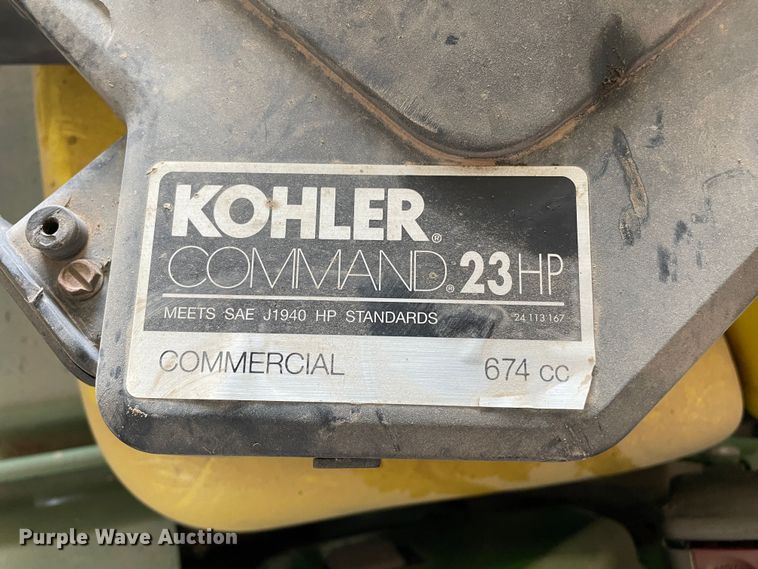 KOHLER®
COMMAND® 23HP
MEETS SAE J1940 HP STANDARDS 24 113 167
COMMERCIAL 674 cc
Purple Wave Auction